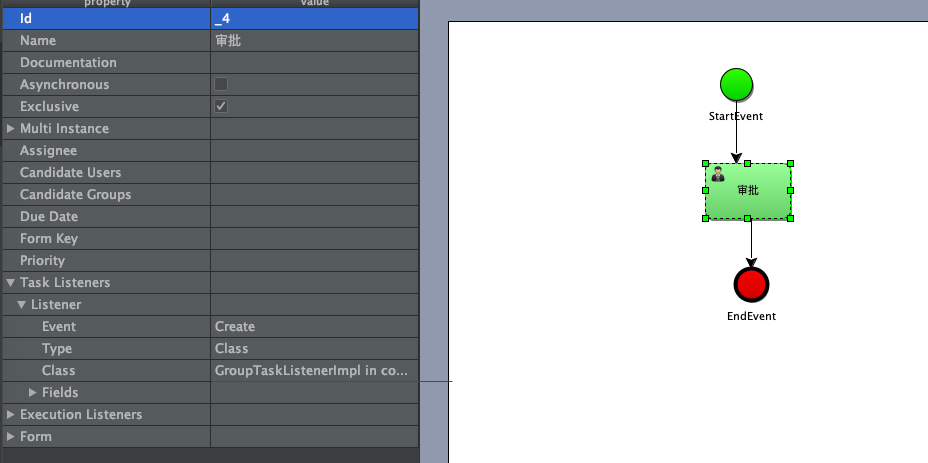 property value
Id _4
Name 审批
Documentation
Asynchronous
Exclusive
Multi Instance
Assignee
Candidate Users
Candidate Groups
Due Date
Form Key
Priority
Task Listeners
Listener
Event Create
Type Class
Class GroupTaskListenerImpl in co...
Fields
Execution Listeners
Form
StartEvent
审批
EndEvent